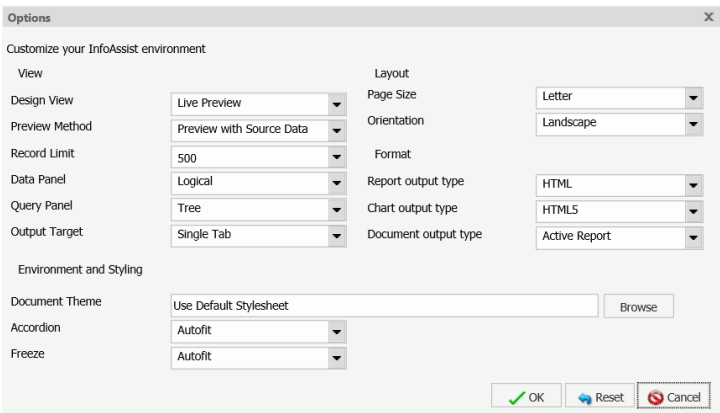 Options X
Customize your InfoAssist environment
View
Design View Live Preview
Preview Method Preview with Source Data
Record Limit 500
Data Panel Logical
Query Panel Tree
Output Target Single Tab
Layout
Page Size Letter
Orientation Landscape
Format
Report output type HTML
Chart output type HTML5
Document output type Active Report
Environment and Styling
Document Theme Use Default Stylesheet Browse
Accordion Autofit
Freeze Autofit
OK Reset Cancel